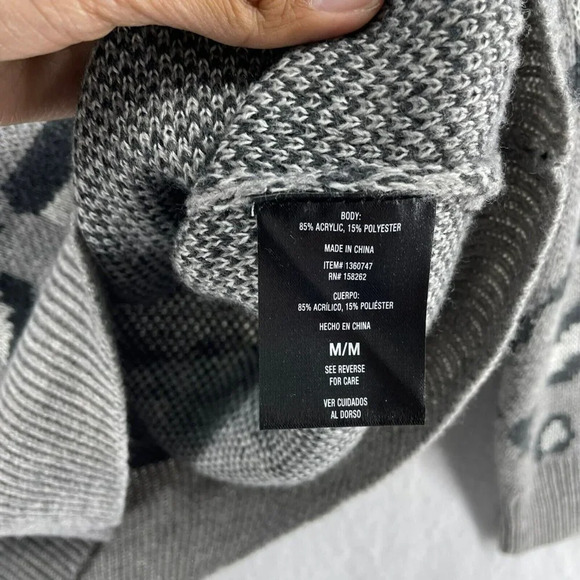 BODY:
85% ACRYLIC, 15% POLYESTER
MADE IN CHINA
ITEM# 1360747
RN# 158262
CUERPO:
85% ACRÍLICO, 15% POLIÉSTER
HECHO EN CHINA
M/M
SEE REVERSE
FOR CARE
VER CUIDADOS
AL DORSO